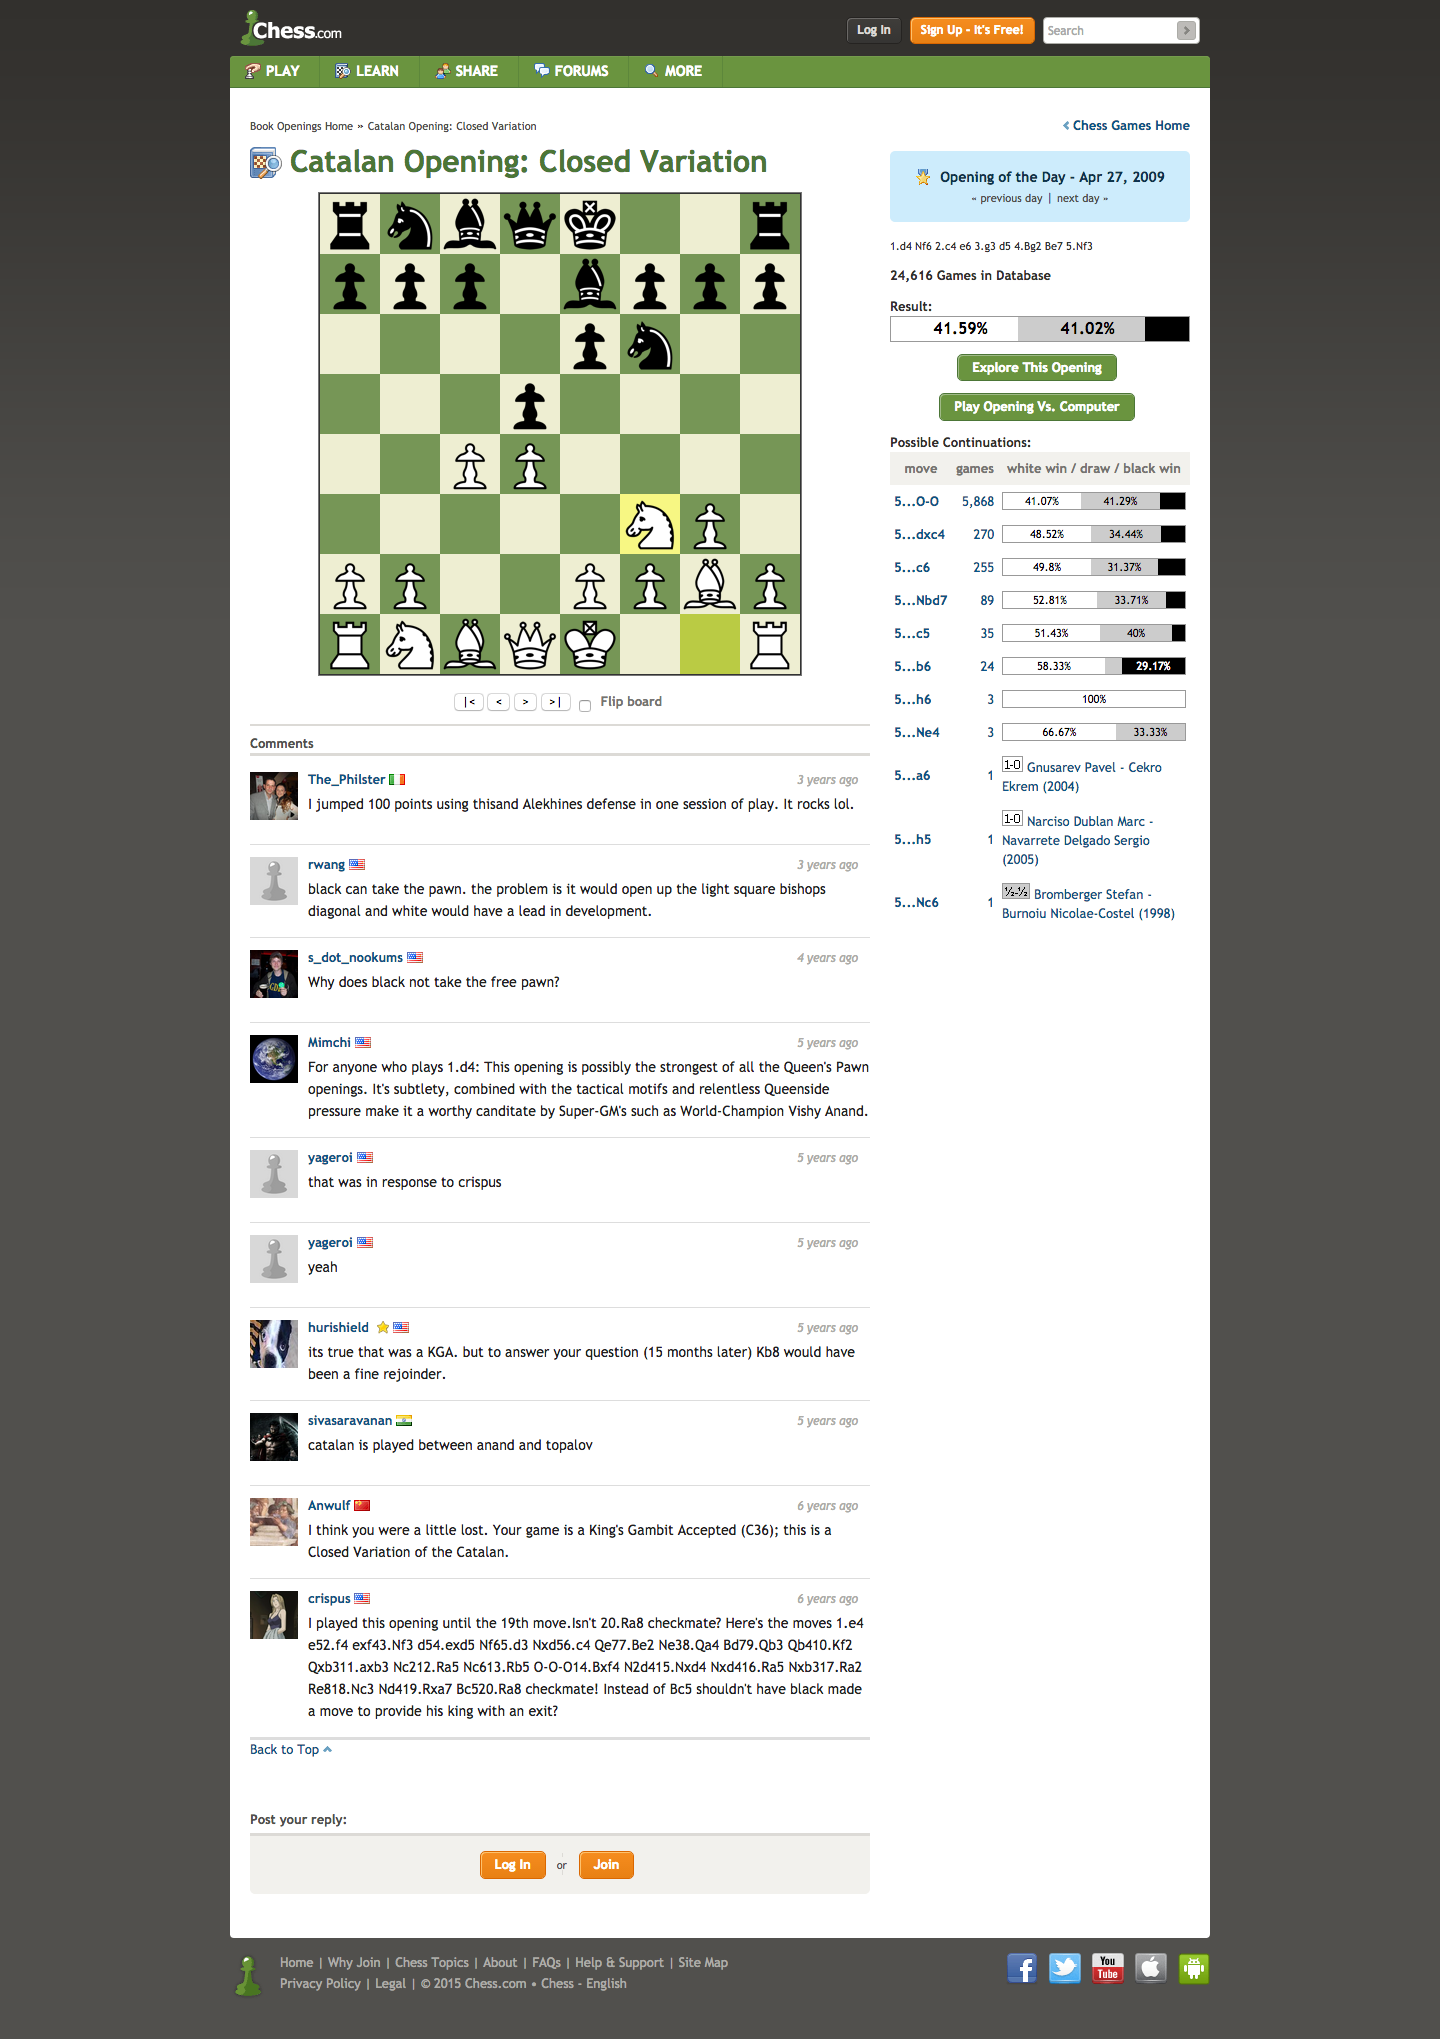 Chess.com
Log In
Sign Up - It's Free!
Search
PLAY
LEARN
SHARE
FORUMS
MORE
Book Openings Home » Catalan Opening: Closed Variation
Catalan Opening: Closed Variation
|<
<
>
>|
Flip board
Comments
The_Philster
3 years ago
I jumped 100 points using thisand Alekhines defense in one session of play. It rocks lol.
rwang
3 years ago
black can take the pawn. the problem is it would open up the light square bishops
diagonal and white would have a lead in development.
s_dot_nookums
4 years ago
Why does black not take the free pawn?
Mimchi
5 years ago
For anyone who plays 1.d4: This opening is possibly the strongest of all the Queen's Pawn
openings. It's subtlety, combined with the tactical motifs and relentless Queenside
pressure make it a worthy canditate by Super-GM's such as World-Champion Vishy Anand.
yageroi
5 years ago
that was in response to crispus
yageroi
5 years ago
yeah
hurishield
5 years ago
its true that was a KGA. but to answer your question (15 months later) Kb8 would have
been a fine rejoinder.
sivasaravanan
5 years ago
catalan is played between anand and topalov
Anwulf
6 years ago
I think you were a little lost. Your game is a King's Gambit Accepted (C36); this is a
Closed Variation of the Catalan.
crispus
6 years ago
I played this opening until the 19th move.Isn't 20.Ra8 checkmate? Here's the moves 1.e4
e52.f4 exf43.Nf3 d54.exd5 Nf65.d3 Nxd56.c4 Qe77.Be2 Ne38.Qa4 Bd79.Qb3 Qb410.Kf2
Qxb311.axb3 Nc212.Ra5 Nc613.Rb5 O-O-O14.Bxf4 N2d415.Nxd4 Nxd416.Ra5 Nxb317.Ra2
Re818.Nc3 Nd419.Rxa7 Bc520.Ra8 checkmate! Instead of Bc5 shouldn't have black made
a move to provide his king with an exit?
Back to Top
Post your reply:
Log In
or
Join
Chess Games Home
Opening of the Day - Apr 27, 2009
« previous day | next day »
1.d4 Nf6 2.c4 e6 3.g3 d5 4.Bg2 Be7 5.Nf3
24,616 Games in Database
Result:
41.59% 41.02%
Explore This Opening
Play Opening Vs. Computer
Possible Continuations:
move games white win / draw / black win
5...O-O 5,868 41.07% 41.29%
5...dxc4 270 48.52% 34.44%
5...c6 255 49.8% 31.37%
5...Nbd7 89 52.81% 33.71%
5...c5 35 51.43% 40%
5...b6 24 58.33% 29.17%
5...h6 3 100%
5...Ne4 3 66.67% 33.33%
5...a6 1 1-0 Gnusarev Pavel - Cekro
Ekrem (2004)
5...h5 1 1-0 Narciso Dublan Marc -
Navarrete Delgado Sergio
(2005)
5...Nc6 1 ½-½ Bromberger Stefan -
Burnoiu Nicolae-Costel (1998)
Home | Why Join | Chess Topics | About | FAQs | Help & Support | Site Map
Privacy Policy | Legal | © 2015 Chess.com • Chess - English
You
Tube